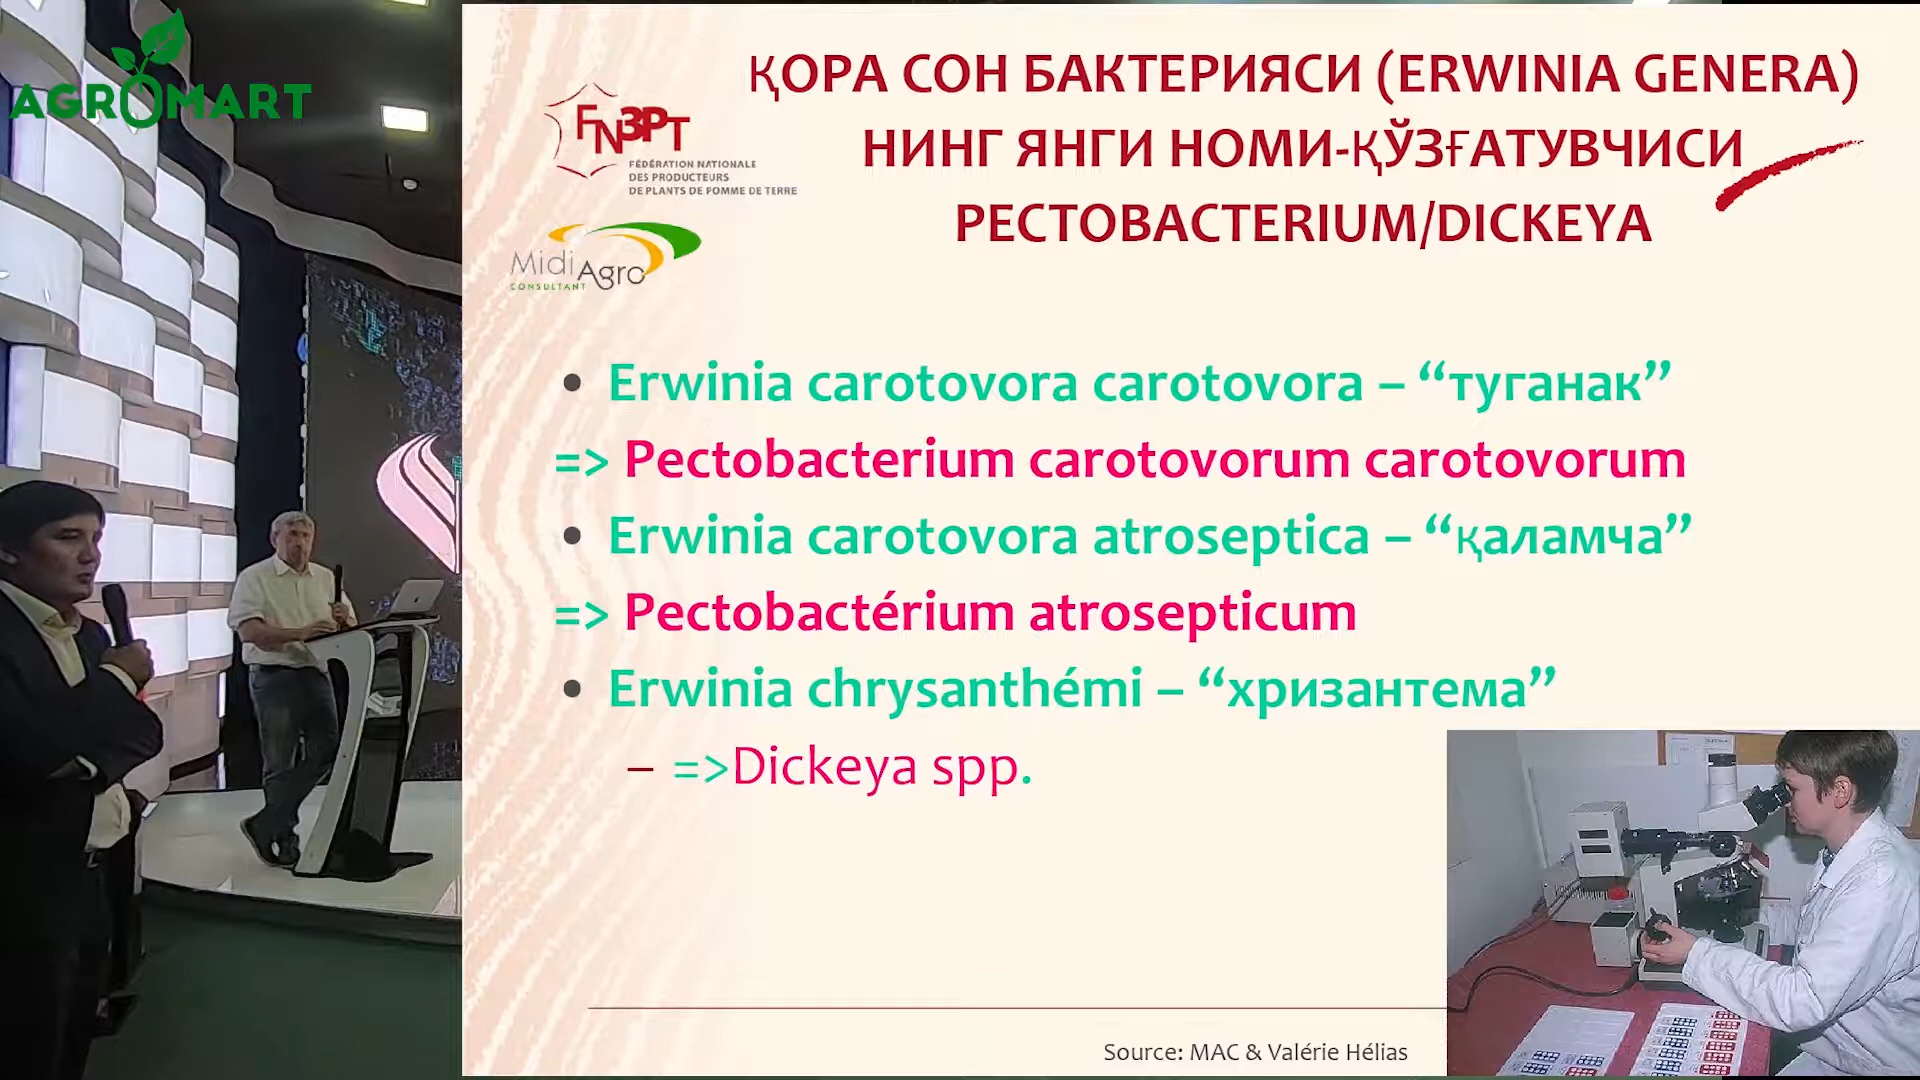 AGROMART
FN3PT
FÉDÉRATION NATIONALE
DES PRODUCTEURS
DE PLANTS DE POMME DE TERRE
Midi Agro
CONSULTANT
ҚОРА СОН БАКТЕРИЯСИ (ERWINIA GENERA)
НИНГ ЯНГИ НОМИ-ҚЎЗҒАТУВЧИСИ
PECTOBACTERIUM/DICKEYA
• Erwinia carotovora carotovora – “туганак”
=> Pectobacterium carotovorum carotovorum
• Erwinia carotovora atroseptica – “қаламча”
=> Pectobactérium atrosepticum
• Erwinia chrysanthémi – “хризантема”
– =>Dickeya spp.
Source: MAC & Valérie Hélias